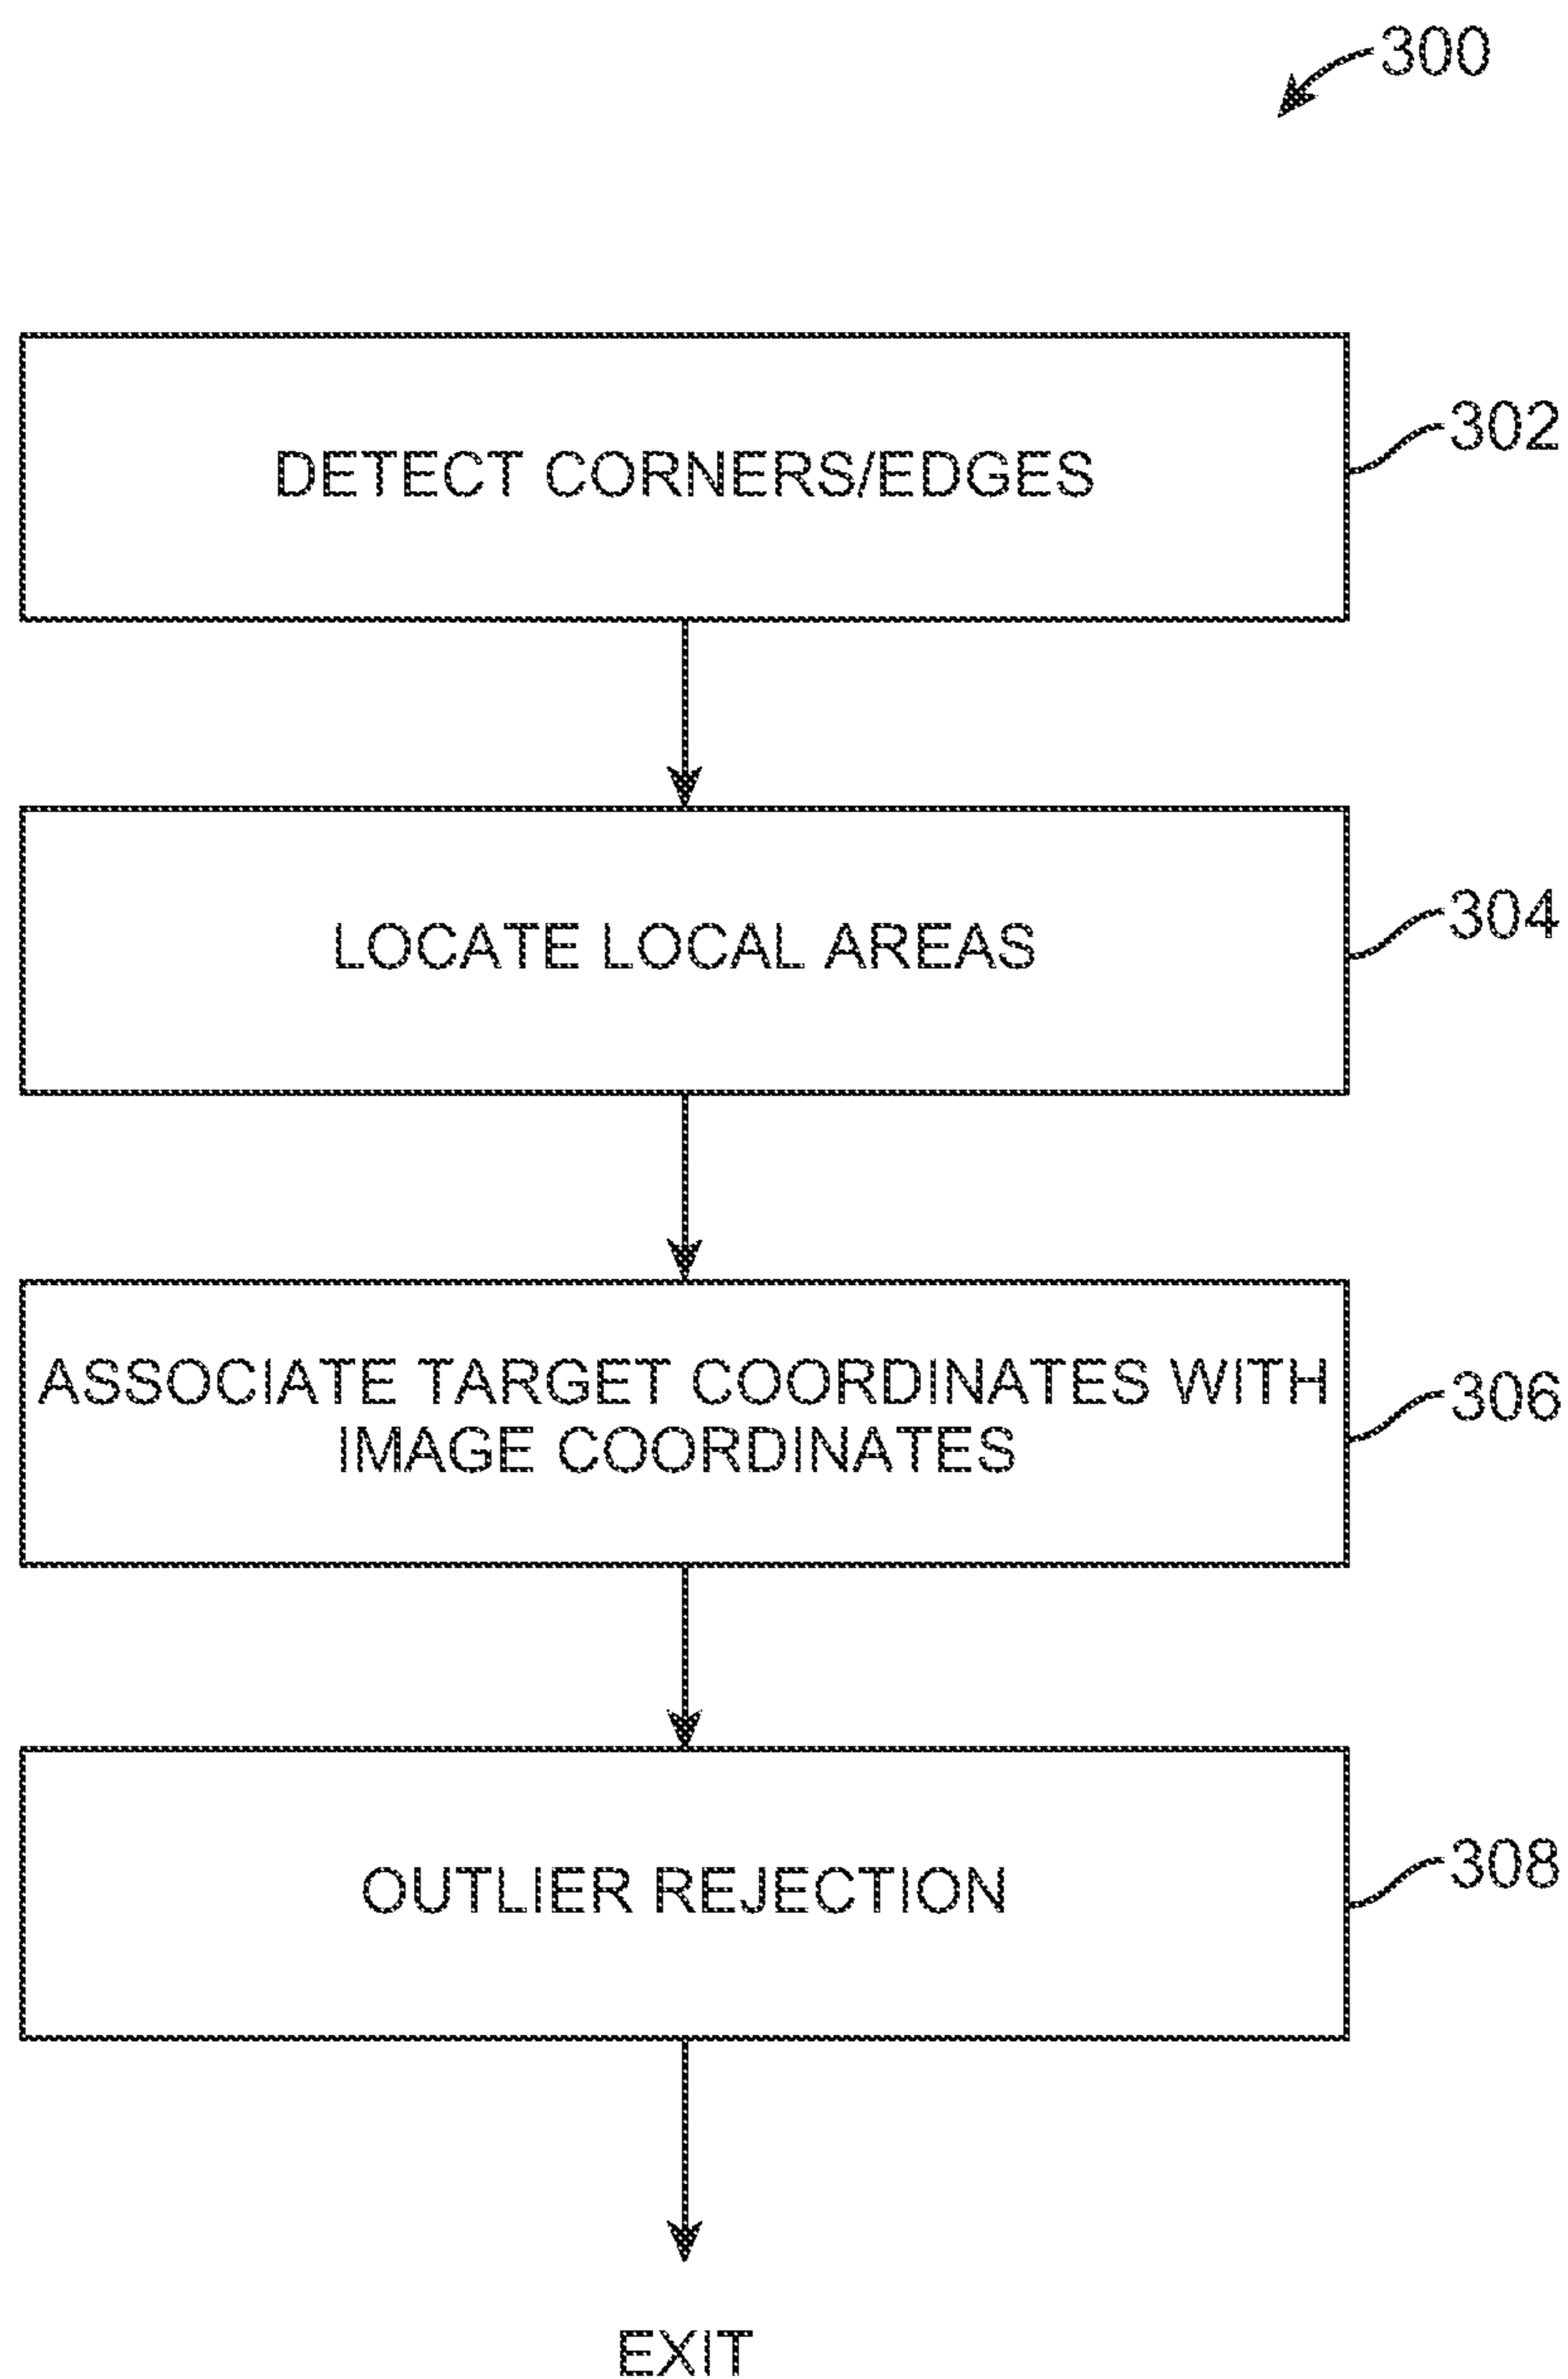 300
DETECT CORNERS/EDGES
302
LOCATE LOCAL AREAS
304
ASSOCIATE TARGET COORDINATES WITH
IMAGE COORDINATES
306
OUTLIER REJECTION
308
EXIT